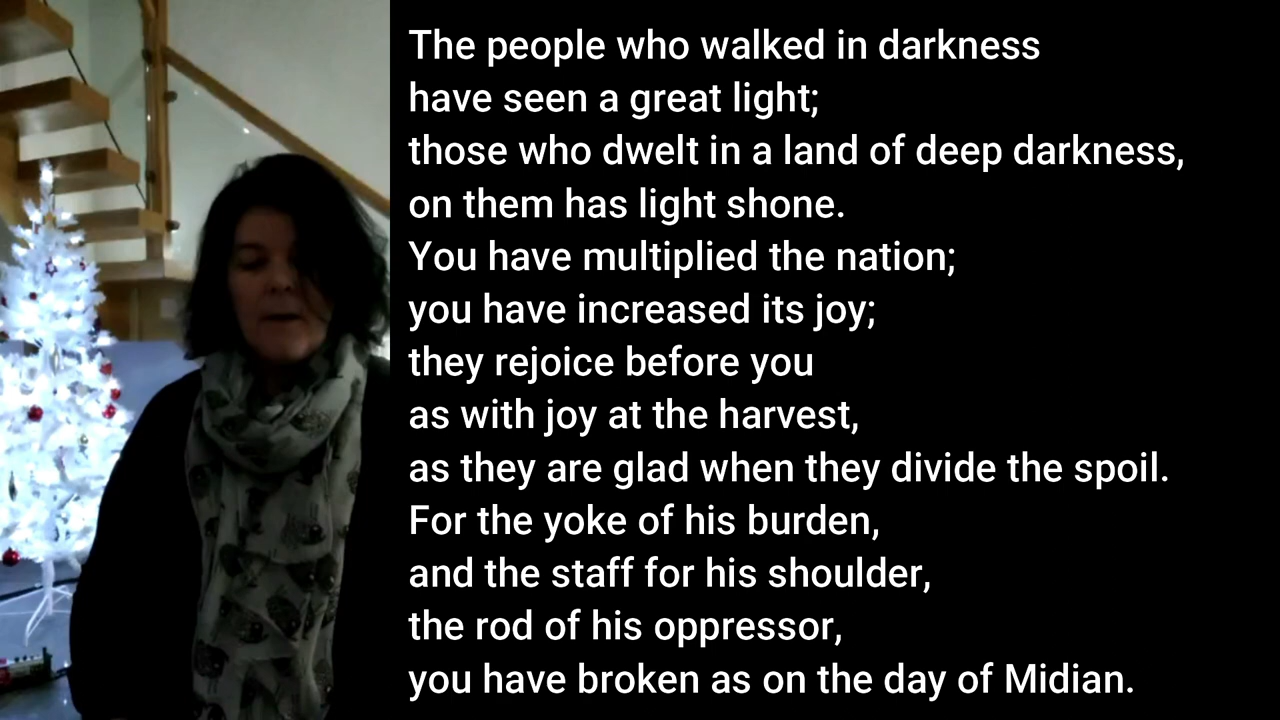 The people who walked in darkness
have seen a great light;
those who dwelt in a land of deep darkness,
on them has light shone.
You have multiplied the nation;
you have increased its joy;
they rejoice before you
as with joy at the harvest,
as they are glad when they divide the spoil.
For the yoke of his burden,
and the staff for his shoulder,
the rod of his oppressor,
you have broken as on the day of Midian.